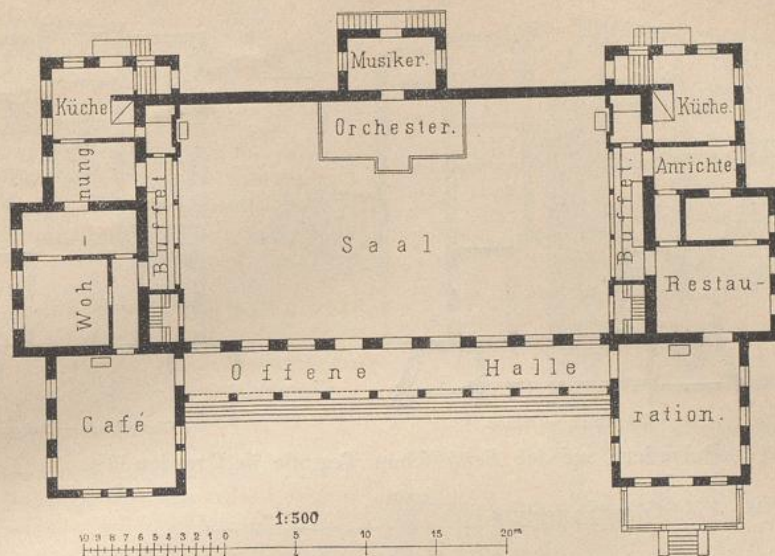 Musiker.
Küche
Orchester.
Küche.
Anrichte
Woh-nung
Buffet
Saal
Buffet.
Restau-
Offene Halle
Café
ration.
1:500
10 9 8 7 6 5 4 3 2 1 0 5 10 15 20m